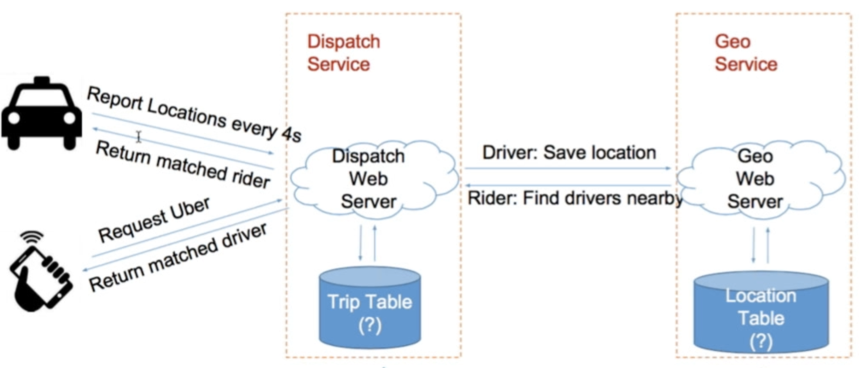 Dispatch
Service
Geo
Service
Report Locations every 4s
Return matched rider
Request Uber
Return matched driver
Dispatch
Web
Server
Driver: Save location
Rider: Find drivers nearby
Geo
Web
Server
Trip Table
(?)
Location
Table
(?)